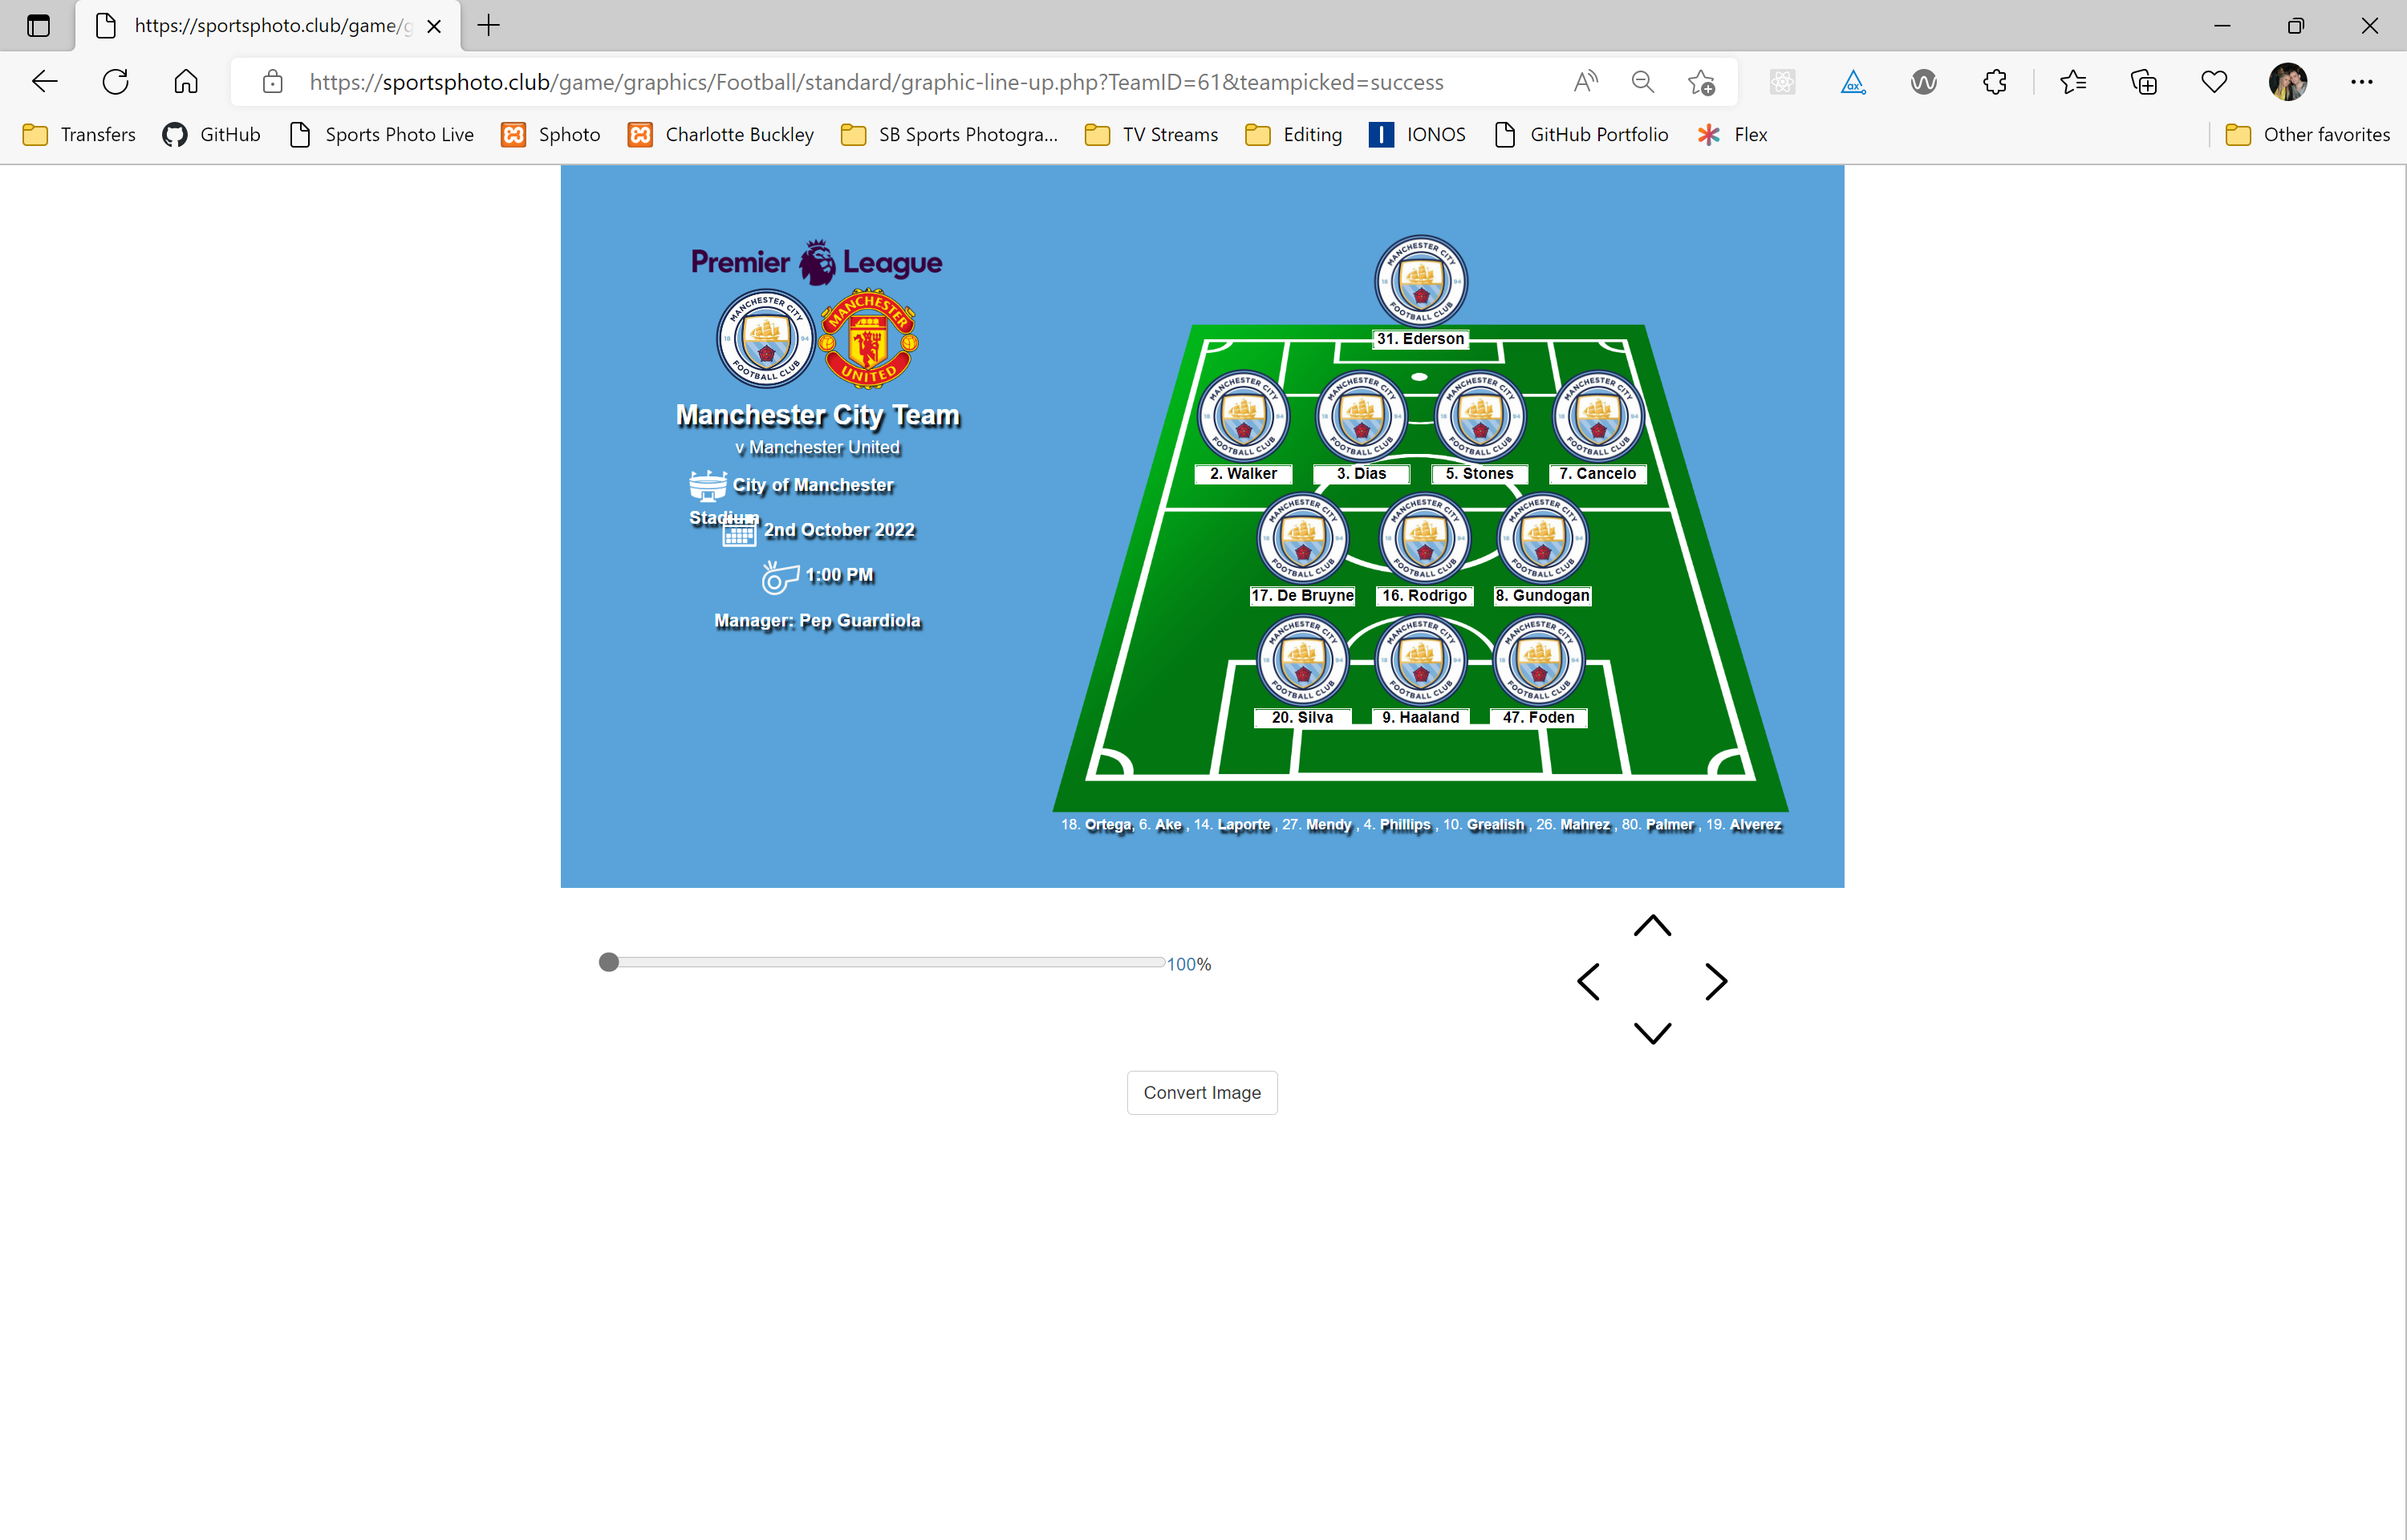 https://sportsphoto.club/game/g
https://sportsphoto.club/game/graphics/Football/standard/graphic-line-up.php?TeamID=61&teampicked=success
Transfers GitHub Sports Photo Live Sphoto Charlotte Buckley SB Sports Photogra... TV Streams Editing IONOS GitHub Portfolio Flex Other favorites
Premier League
MANCHESTER CITY
18 94
FOOTBALL CLUB
MANCHESTER
UNITED
Manchester City Team
v Manchester United
City of Manchester
Stadium
2nd October 2022
1:00 PM
Manager: Pep Guardiola
31. Ederson
2. Walker 3. Dias 5. Stones 7. Cancelo
17. De Bruyne 16. Rodrigo 8. Gundogan
20. Silva 9. Haaland 47. Foden
18. Ortega, 6. Ake , 14. Laporte , 27. Mendy , 4. Phillips , 10. Grealish , 26. Mahrez , 80. Palmer , 19. Alverez
100%
Convert Image